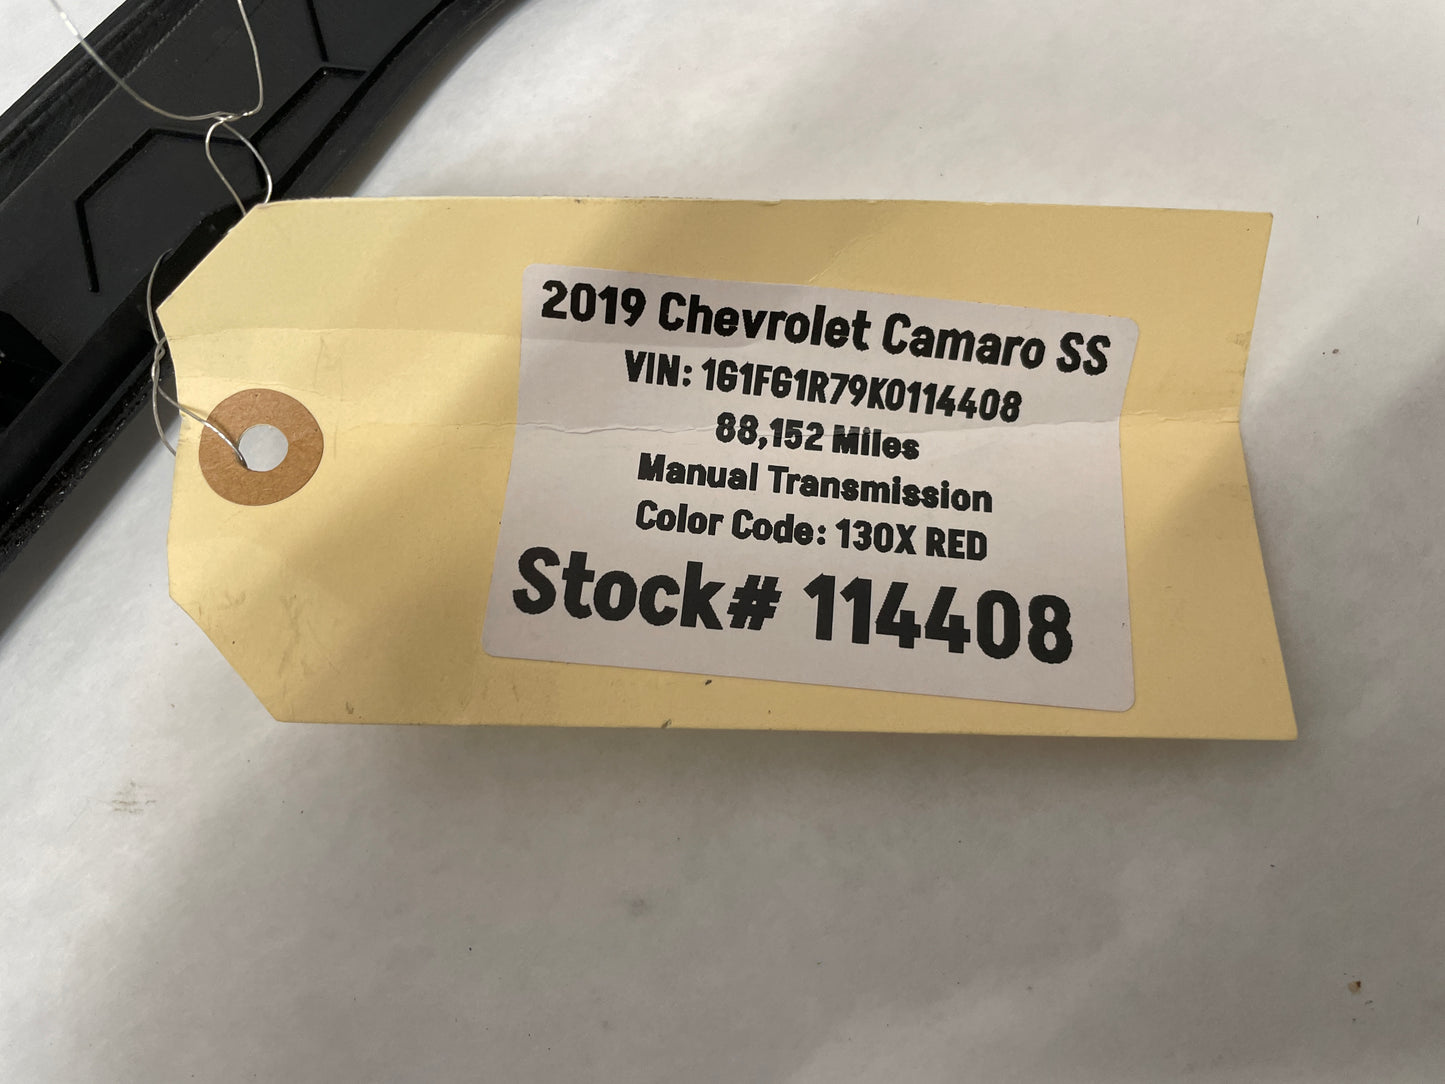 2019 Chevrolet Camaro SS
VIN: 1G1FG1R79K0114408
88,152 Miles
Manual Transmission
Color Code: 130X RED
Stock# 114408